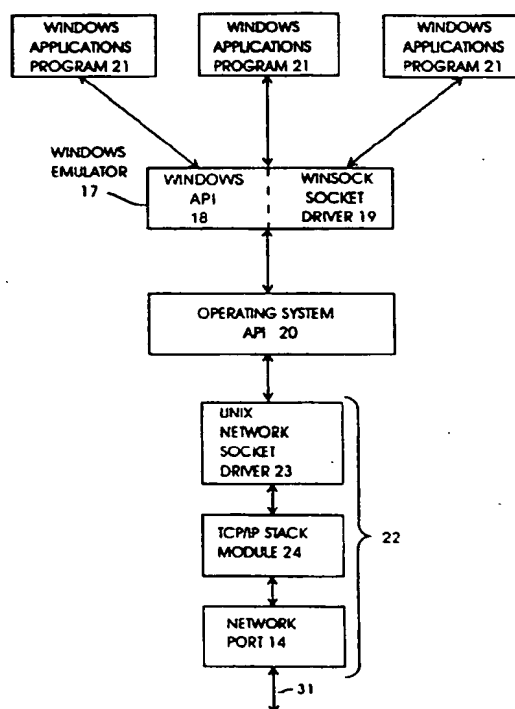 WINDOWS
APPLICATIONS
PROGRAM 21
WINDOWS
APPLICATIONS
PROGRAM 21
WINDOWS
APPLICATIONS
PROGRAM 21
WINDOWS
EMULATOR
17
WINDOWS
API
18
WINSOCK
SOCKET
DRIVER 19
OPERATING SYSTEM
API 20
UNIX
NETWORK
SOCKET
DRIVER 23
TCP/IP STACK
MODULE 24
22
NETWORK
PORT 14
31